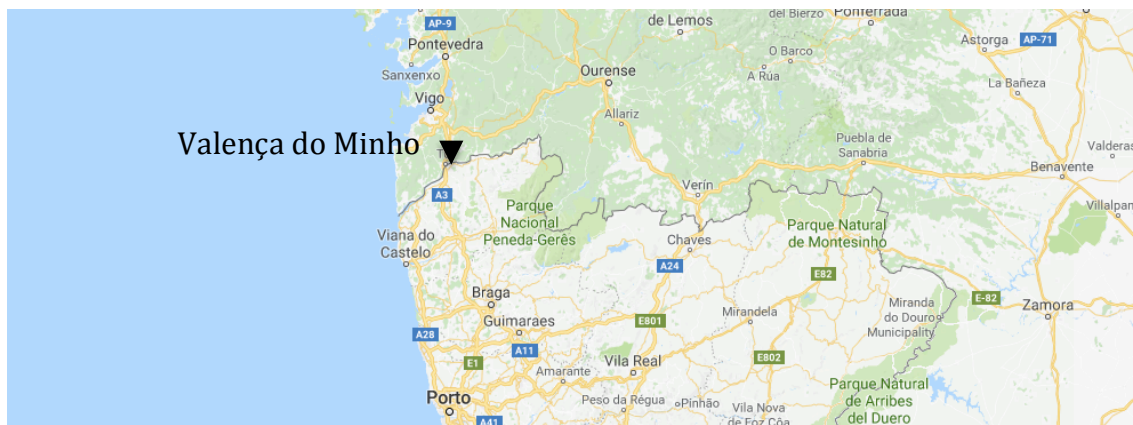 AP-9
de Lemos
del Bierzo
Ponferrada
Pontevedra
Astorga
AP-71
O Barco
Sanxenxo
Ourense
A Rúa
La Bañeza
Vigo
Allariz
Valença do Minho
Puebla de
Sanabria
Valderas
Benavente
A3
Verín
Parque
Nacional
Peneda-Gerês
Villalpan
Viana do
Castelo
Parque Natural
de Montesinho
Chaves
A24
E82
E-82
Braga
Miranda
do Douro
Municipality
Zamora
Guimaraes
E801
Mirandela
A28
A11
E1
E802
Amarante
Vila Real
Parque Natural
de Arribes
del Duero
Porto
Peso da Régua
Pinhão
Vila Nova
de Foz Côa
A41